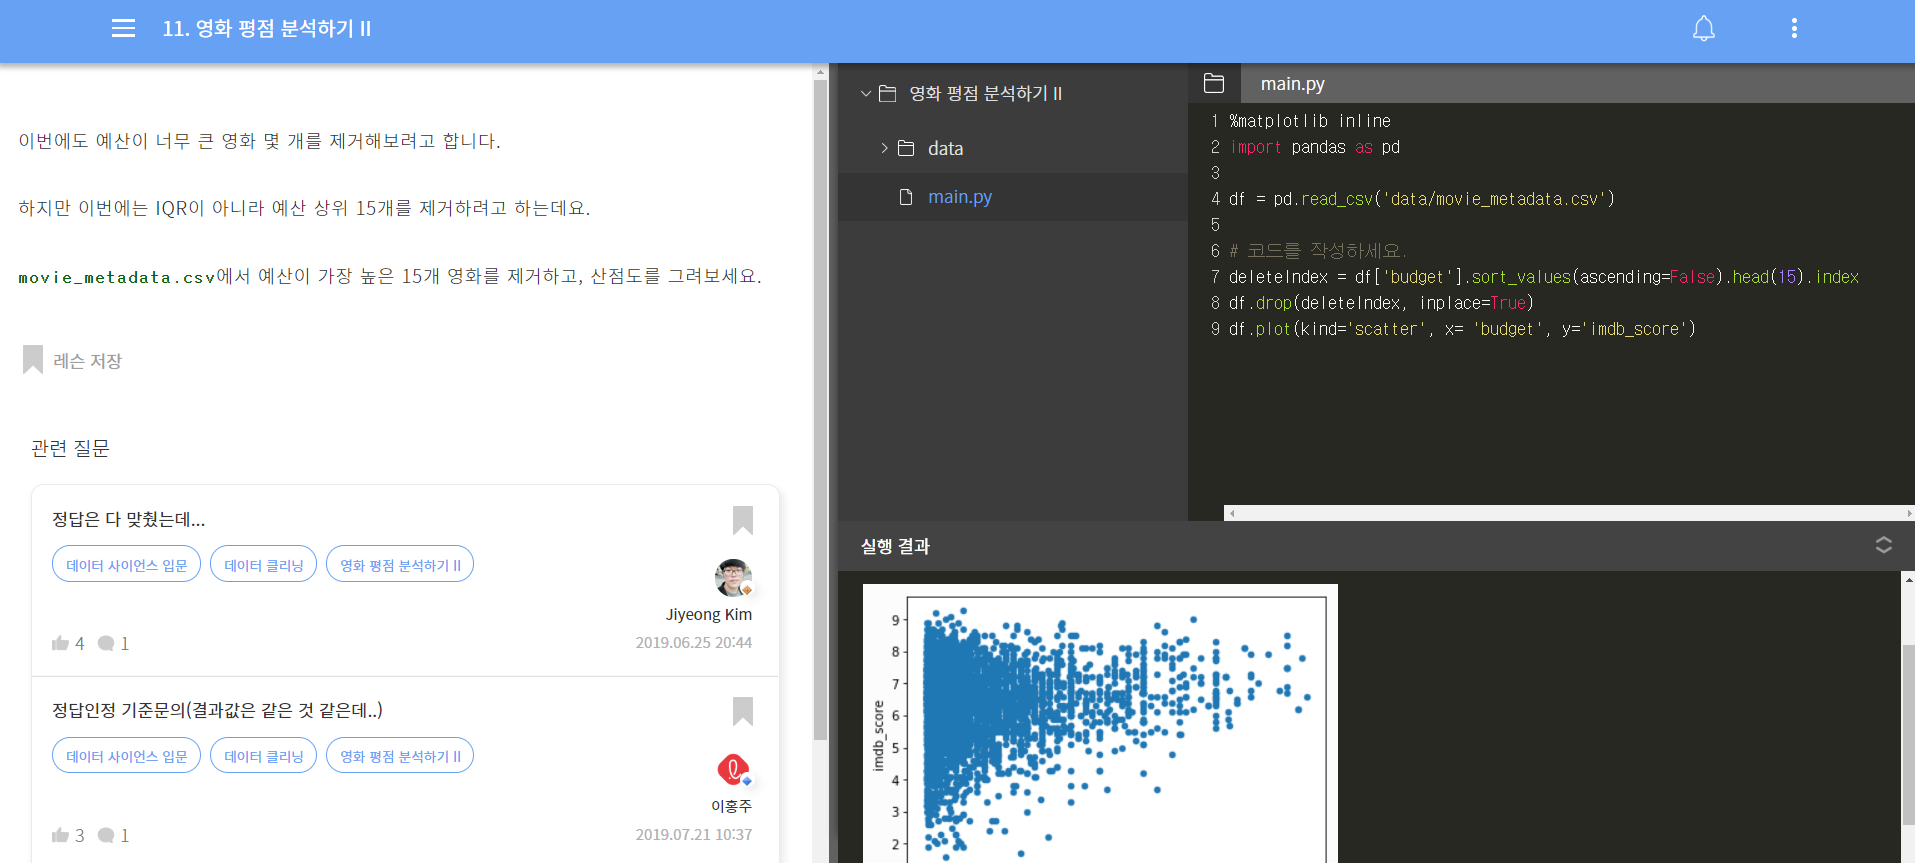 11. 영화 평점 분석하기 II
이번에도 예산이 너무 큰 영화 몇 개를 제거해보려고 합니다.
하지만 이번에는 IQR이 아니라 예산 상위 15개를 제거하려고 하는데요.
movie_metadata.csv에서 예산이 가장 높은 15개 영화를 제거하고, 산점도를 그려보세요.
레슨 저장
관련 질문
정답은 다 맞췄는데...
데이터 사이언스 입문 데이터 클리닝 영화 평점 분석하기 II
Jiyeong Kim
4 1 2019.06.25 20:44
정답인정 기준문의(결과값은 같은 것 같은데..)
데이터 사이언스 입문 데이터 클리닝 영화 평점 분석하기 II
이홍주
3 1 2019.07.21 10:37
영화 평점 분석하기 II
data
main.py
main.py
1 %matplotlib inline
2 import pandas as pd
3
4 df = pd.read_csv('data/movie_metadata.csv')
5
6 # 코드를 작성하세요.
7 deleteIndex = df['budget'].sort_values(ascending=False).head(15).index
8 df.drop(deleteIndex, inplace=True)
9 df.plot(kind='scatter', x= 'budget', y='imdb_score')
실행 결과
imdb_score
9
8
7
6
5
4
3
2